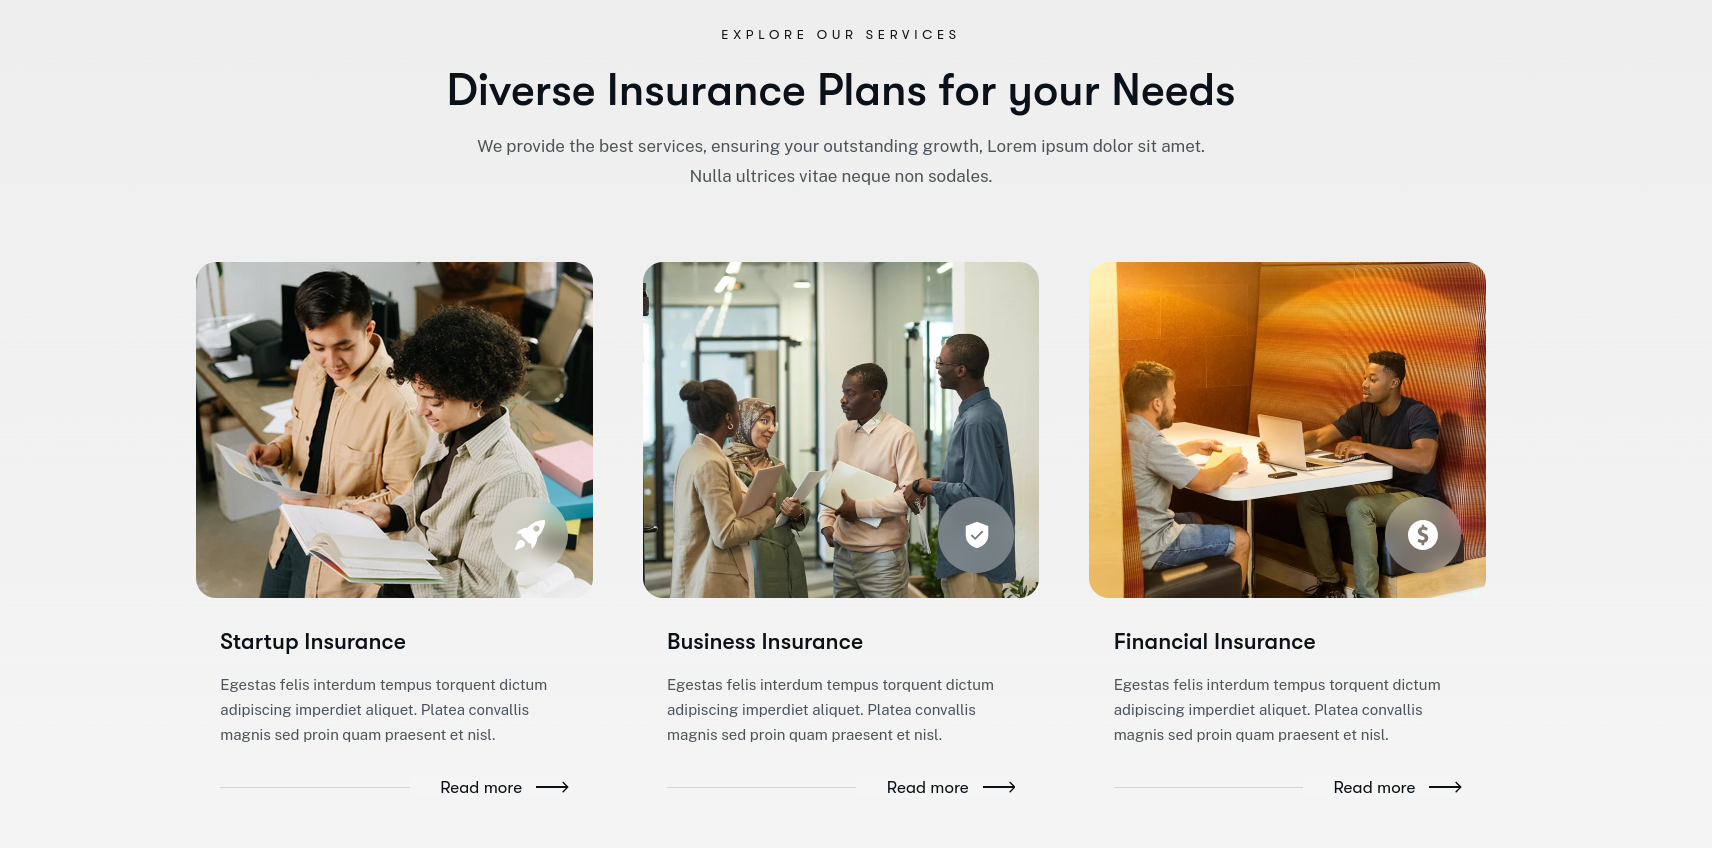 EXPLORE OUR SERVICES
Diverse Insurance Plans for your Needs
We provide the best services, ensuring your outstanding growth, Lorem ipsum dolor sit amet.
Nulla ultrices vitae neque non sodales.
Startup Insurance
Egestas felis interdum tempus torquent dictum
adipiscing imperdiet aliquet. Platea convallis
magnis sed proin quam praesent et nisl.
Read more
Business Insurance
Egestas felis interdum tempus torquent dictum
adipiscing imperdiet aliquet. Platea convallis
magnis sed proin quam praesent et nisl.
Read more
Financial Insurance
Egestas felis interdum tempus torquent dictum
adipiscing imperdiet aliquet. Platea convallis
magnis sed proin quam praesent et nisl.
Read more